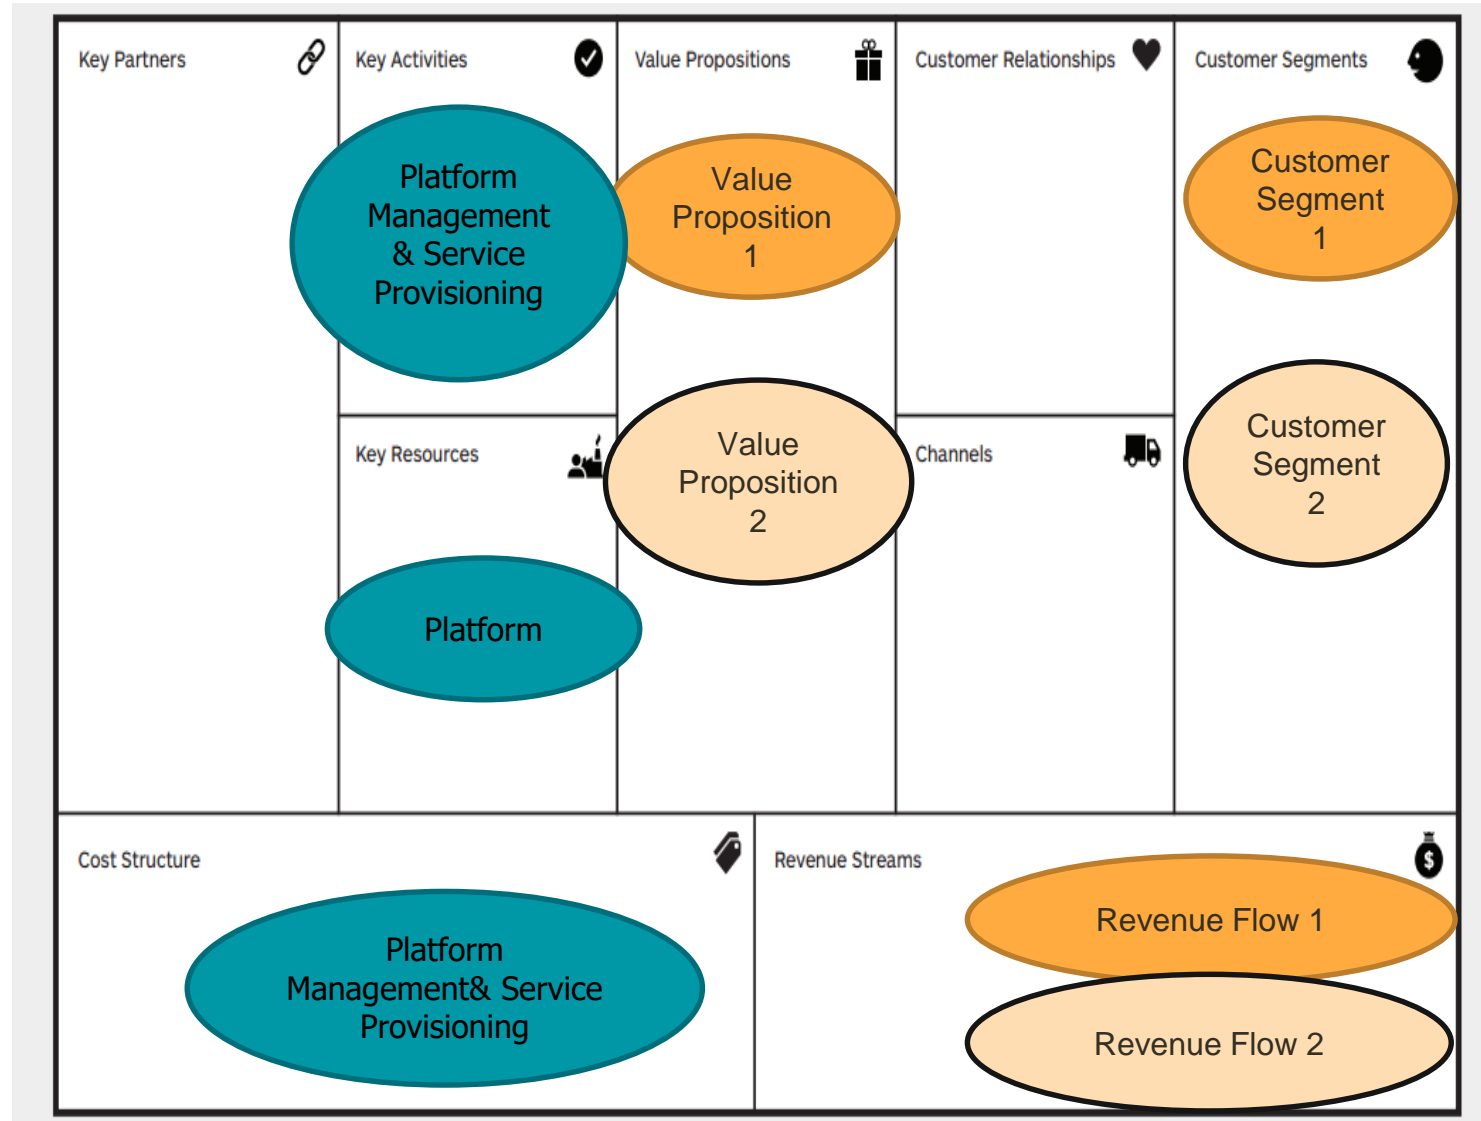 Key Partners
Key Activities
Value Propositions
Customer Relationships
Customer Segments
Platform
Management
& Service
Provisioning
Value
Proposition
1
Customer
Segment
1
Key Resources
Value
Proposition
2
Channels
Customer
Segment
2
Platform
Cost Structure
Platform
Management& Service
Provisioning
Revenue Streams
$
Revenue Flow 1
Revenue Flow 2